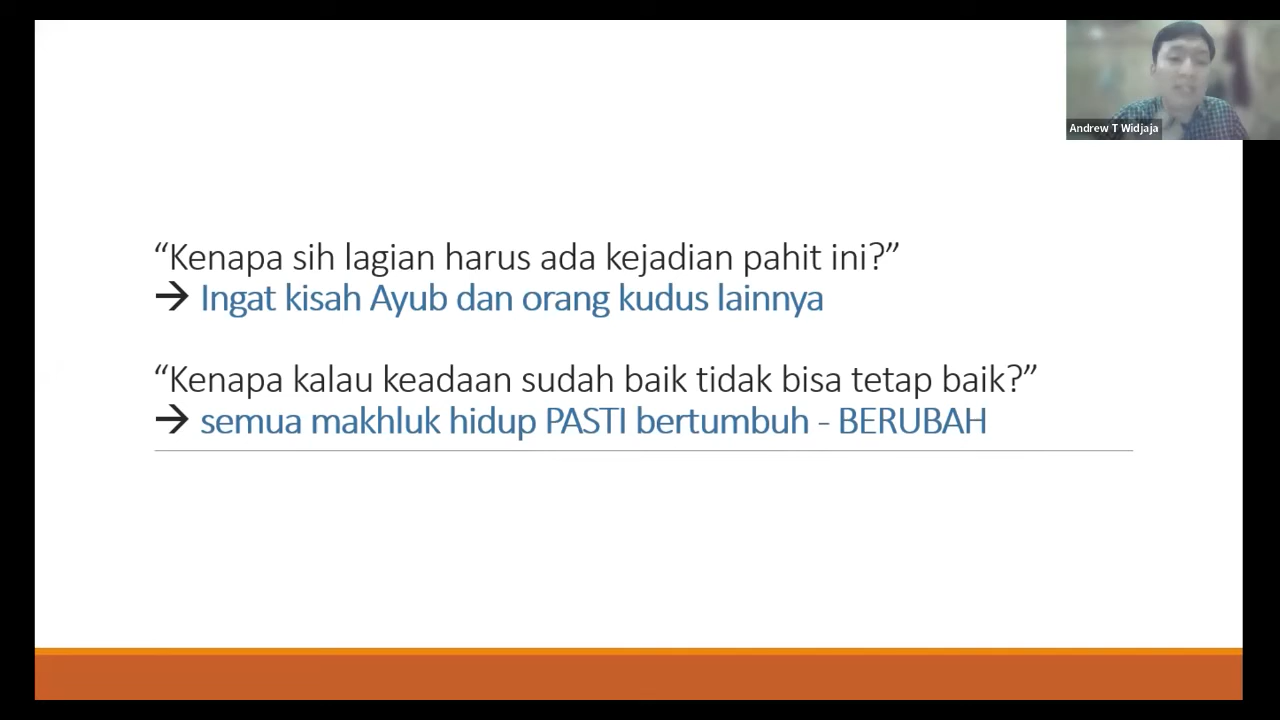 Andrew T Widjaja
“Kenapa sih lagian harus ada kejadian pahit ini?”
→ Ingat kisah Ayub dan orang kudus lainnya
“Kenapa kalau keadaan sudah baik tidak bisa tetap baik?”
→ semua makhluk hidup PASTI bertumbuh - BERUBAH